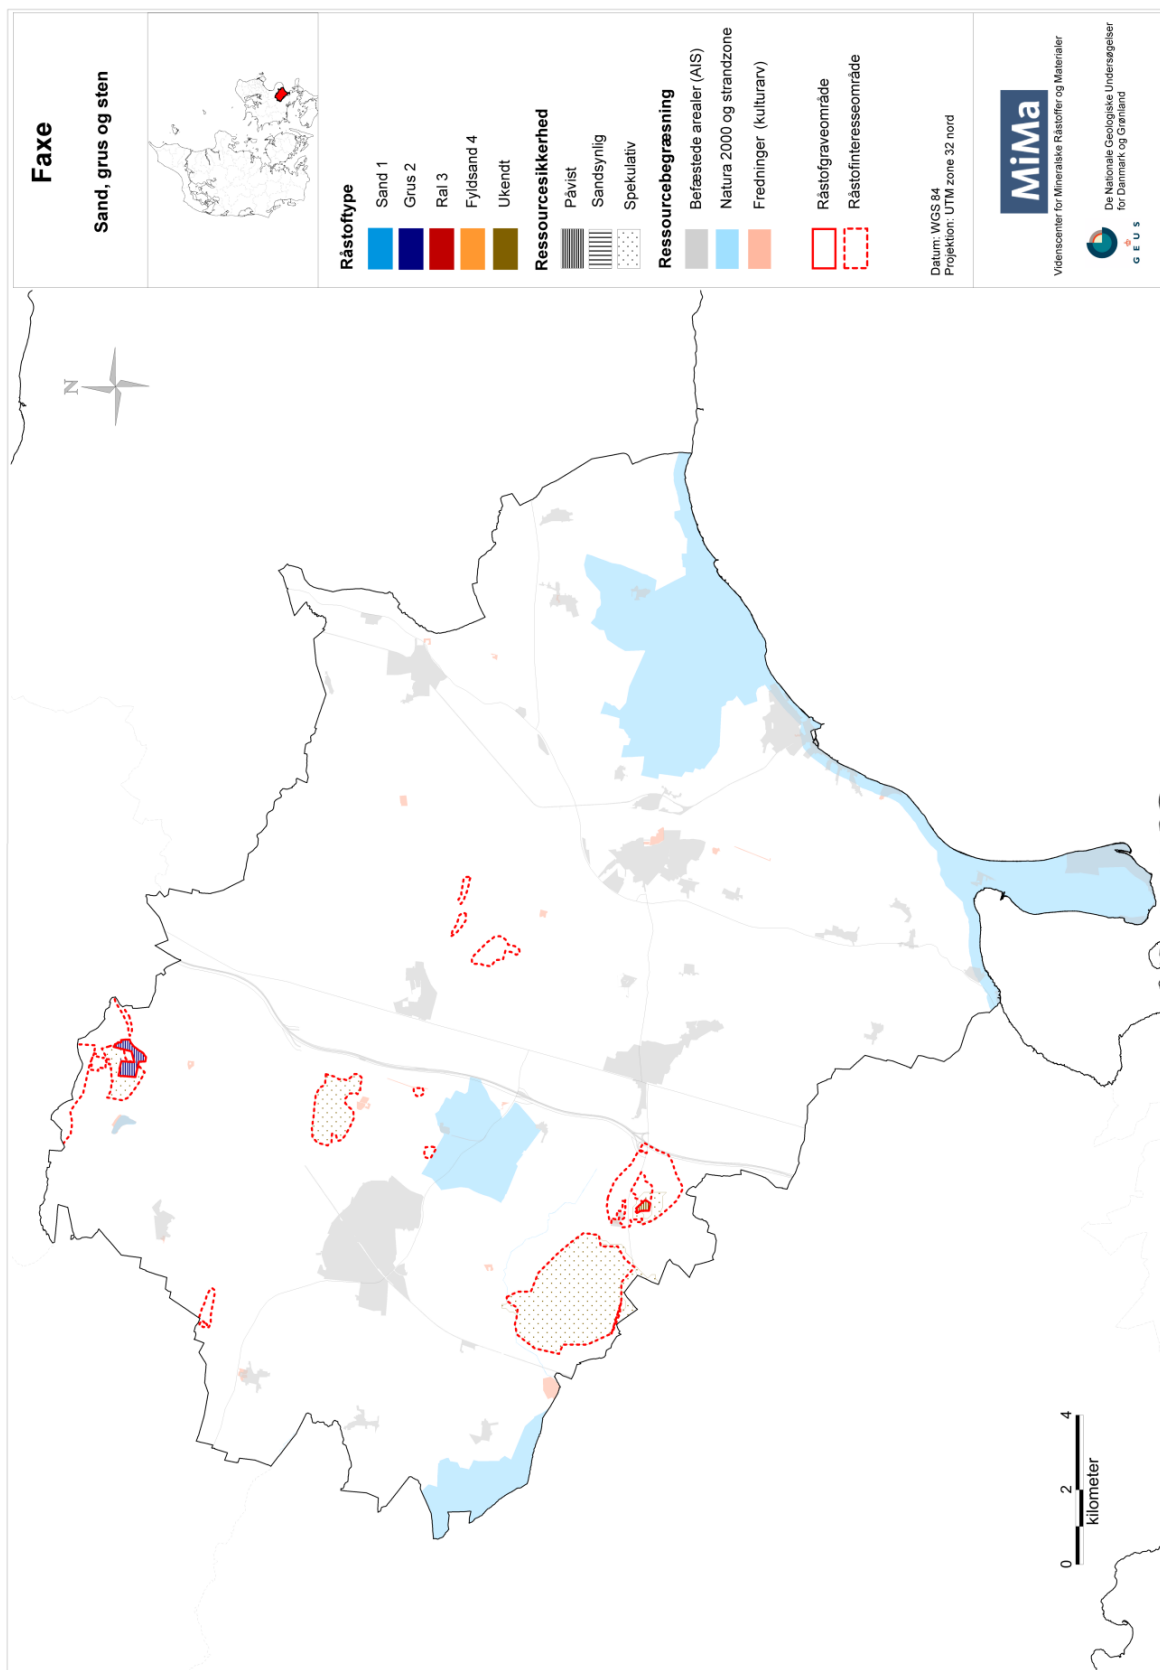 Faxe
Sand, grus og sten
Råstoftype
Sand 1
Grus 2
Ral 3
Fyldsand 4
Ukendt
Ressourcesikkerhed
Påvist
Sandsynlig
Spekulativ
Ressourcebegræsning
Befæstede arealer (AIS)
Natura 2000 og strandzone
Fredninger (kulturarv)
Råstofgraveområde
Råstofinteresseområde
Datum: WGS 84
Projektion: UTM zone 32 nord
MiMa
Videnscenter for Mineralske Råstoffer og Materialer
G E U S
De Nationale Geologiske Undersøgelser
for Danmark og Grønland
N
0 2 4
kilometer